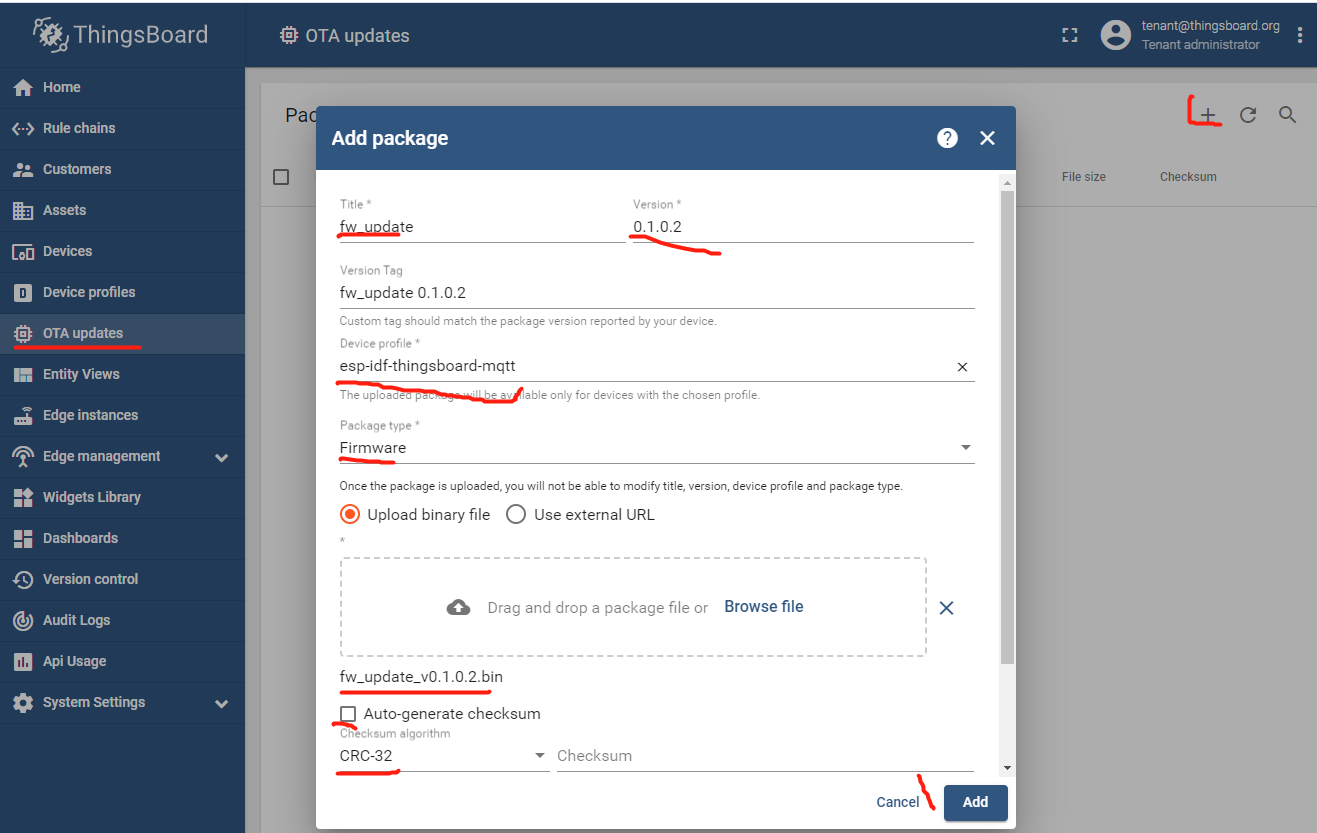 ThingsBoard
OTA updates
tenant@thingsboard.org
Tenant administrator
Home
Rule chains
Customers
Assets
Devices
Device profiles
OTA updates
Entity Views
Edge instances
Edge management
Widgets Library
Dashboards
Version control
Audit Logs
Api Usage
System Settings
Pac
File size
Checksum
Add package
?
Title *
Version *
fw_update
0.1.0.2
Version Tag
fw_update 0.1.0.2
Custom tag should match the package version reported by your device.
Device profile *
esp-idf-thingsboard-mqtt
The uploaded package will be available only for devices with the chosen profile.
Package type *
Firmware
Once the package is uploaded, you will not be able to modify title, version, device profile and package type.
Upload binary file
Use external URL
*
Drag and drop a package file or Browse file
fw_update_v0.1.0.2.bin
Auto-generate checksum
Checksum algorithm
CRC-32
Checksum
Cancel
Add